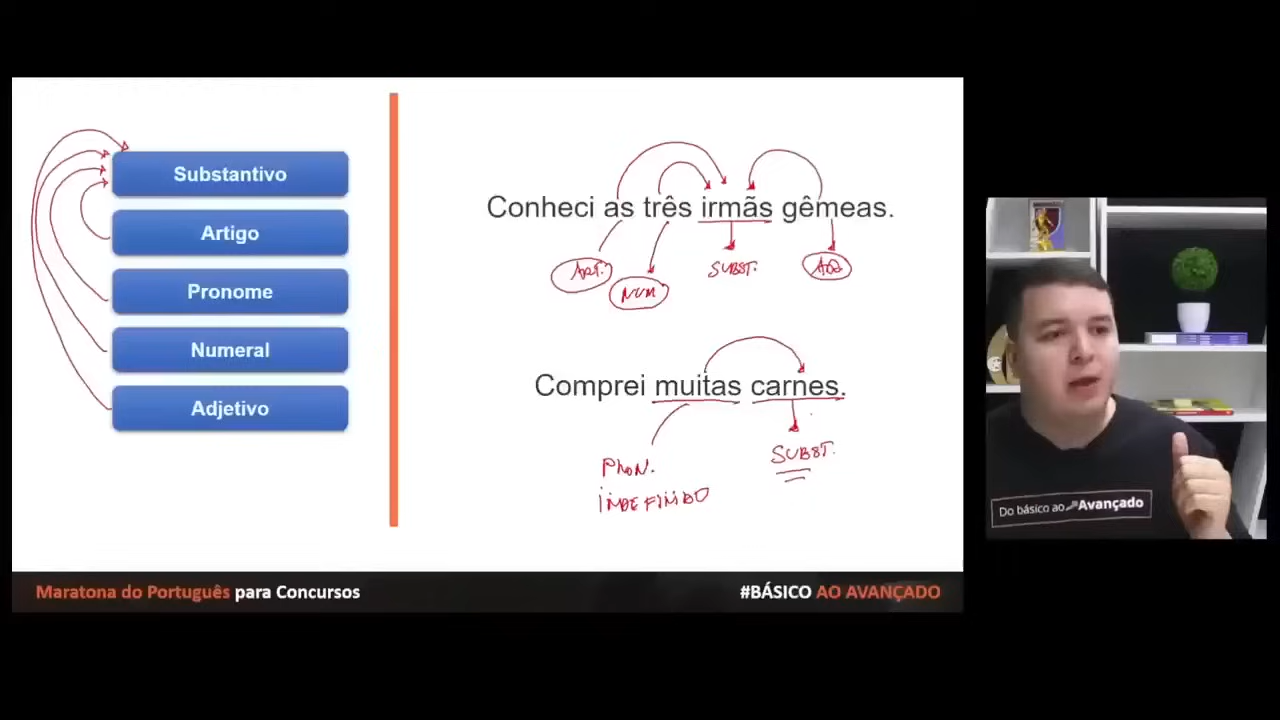 Substantivo
Artigo
Pronome
Numeral
Adjetivo
Conheci as três irmãs gêmeas.
ART.
NUM
SUBST.
ADJ
Comprei muitas carnes.
PRON.
INDEFINIDO
SUBST.
Do básico ao Avançado
Maratona do Português para Concursos
#BÁSICO AO AVANÇADO